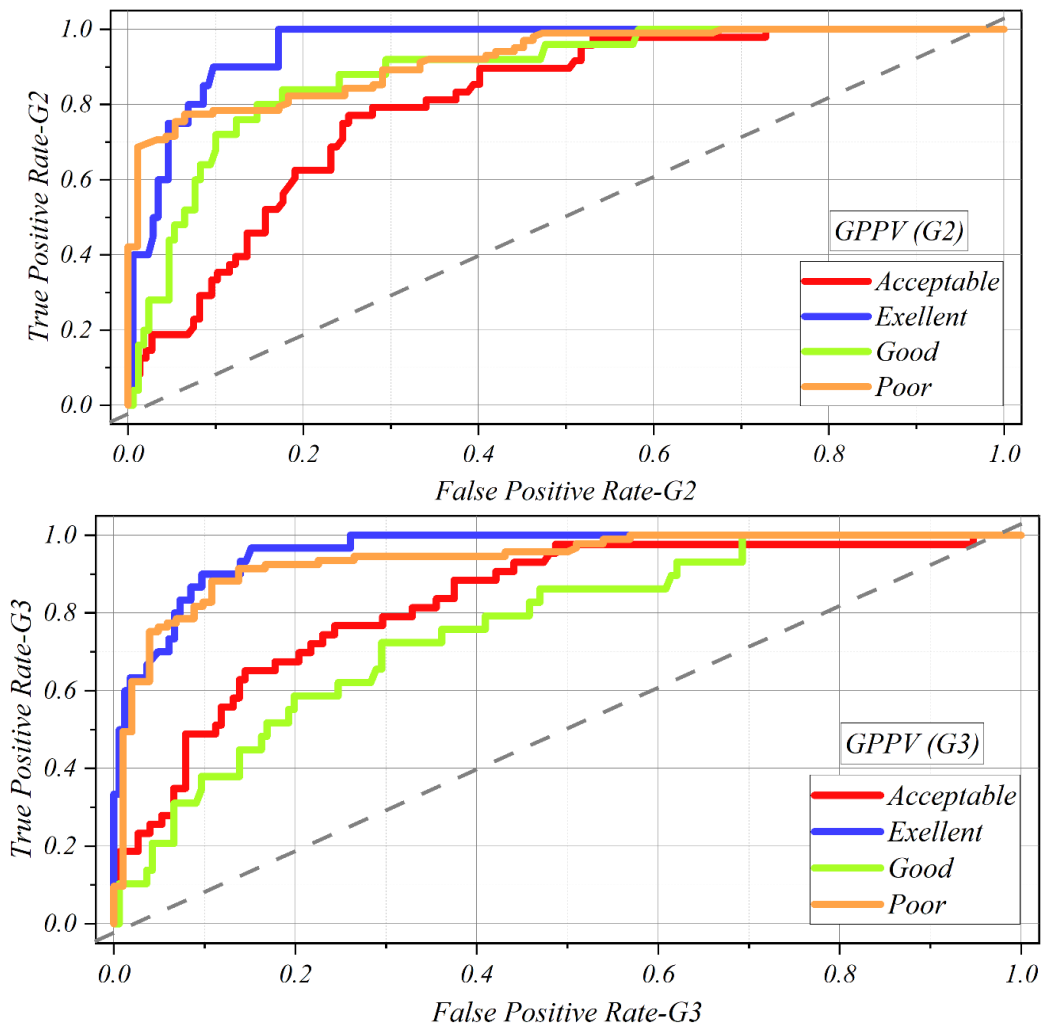 True Positive Rate-G2
1.0
0.8
0.6
0.4
0.2
0.0
GPPV (G2)
Acceptable
Exellent
Good
Poor
0.0 0.2 0.4 0.6 0.8 1.0
False Positive Rate-G2
True Positive Rate-G3
1.0
0.8
0.6
0.4
0.2
0.0
GPPV (G3)
Acceptable
Exellent
Good
Poor
0.0 0.2 0.4 0.6 0.8 1.0
False Positive Rate-G3